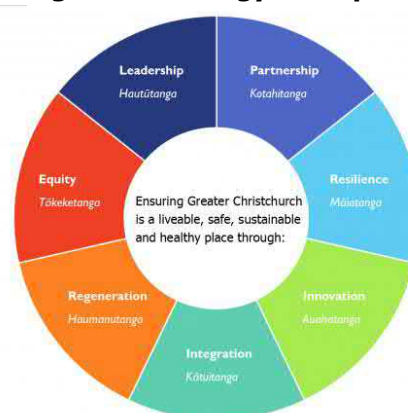 Leadership
Hautūtanga
Partnership
Kotahitanga
Resilience
Māiatanga
Innovation
Auahatanga
Integration
Kōtuitanga
Regeneration
Haumanutanga
Equity
Tōkeketanga
Ensuring Greater Christchurch
is a liveable, safe, sustainable
and healthy place through: